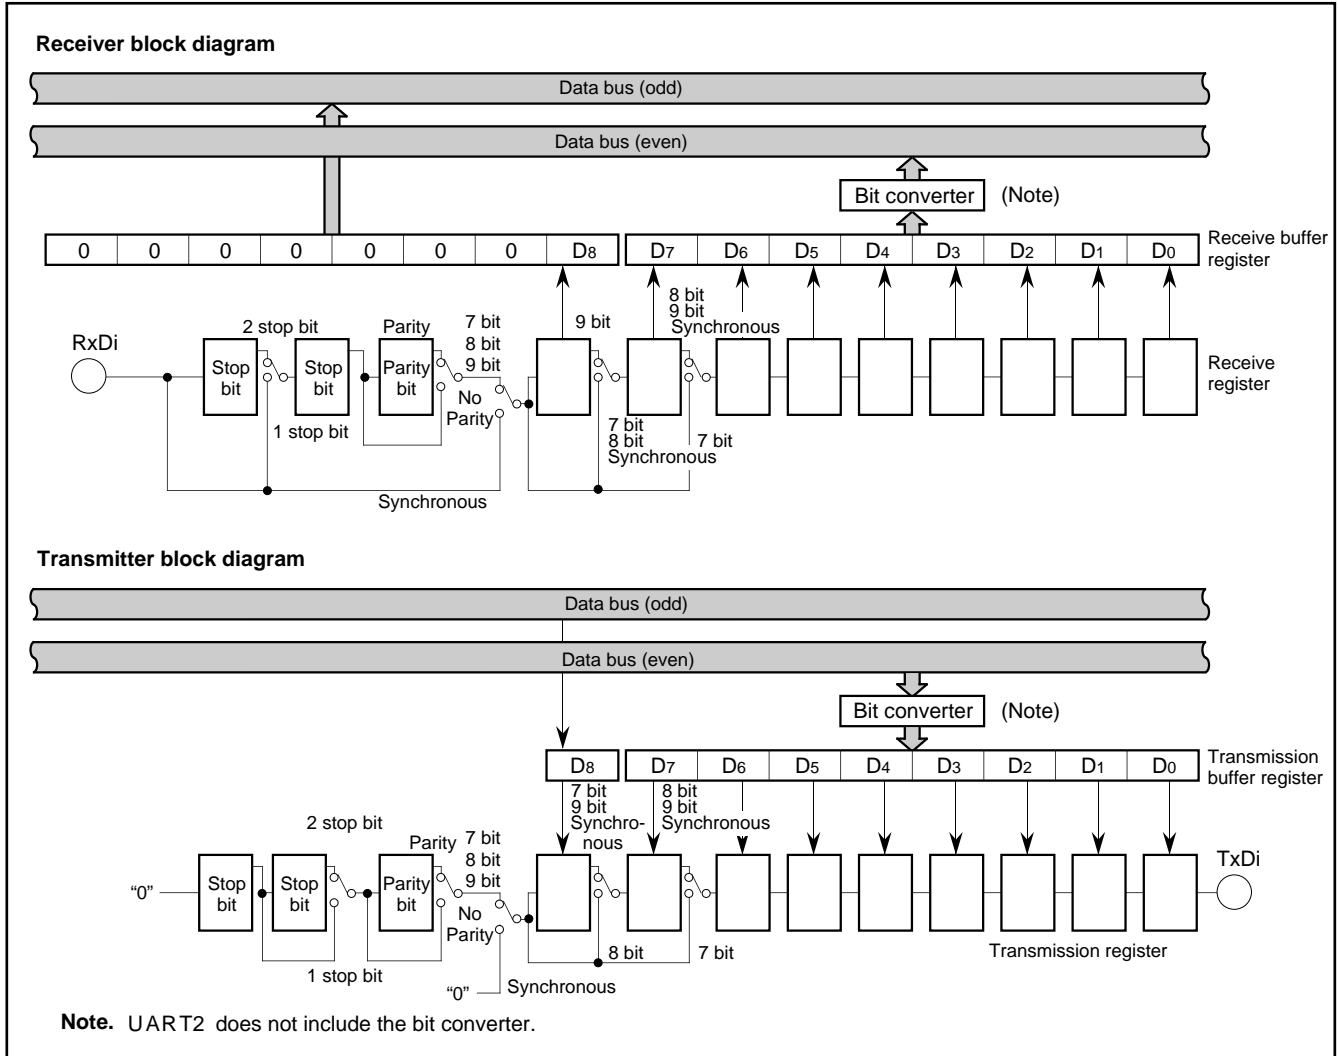 Receiver block diagram
Data bus (odd)
Data bus (even)
Bit converter (Note)
0 0 0 0 0 0 0 D8 D7 D6 D5 D4 D3 D2 D1 D0
Receive buffer
register
RxDi
2 stop bit
Parity
7 bit
8 bit
9 bit
9 bit
8 bit
9 bit
Synchronous
Stop
bit
Stop
bit
Parity
bit
Receive
register
No
Parity
1 stop bit
7 bit
8 bit
Synchronous
7 bit
Synchronous
Transmitter block diagram
Data bus (odd)
Data bus (even)
Bit converter (Note)
D8 D7 D6 D5 D4 D3 D2 D1 D0
Transmission
buffer register
7 bit
9 bit
Synchro-
nous
8 bit
9 bit
Synchronous
2 stop bit
Parity
7 bit
8 bit
9 bit
TxDi
“0”
Stop
bit
Stop
bit
Parity
bit
No
Parity
8 bit
7 bit
Transmission register
1 stop bit
“0”
Synchronous
Note. UART2 does not include the bit converter.